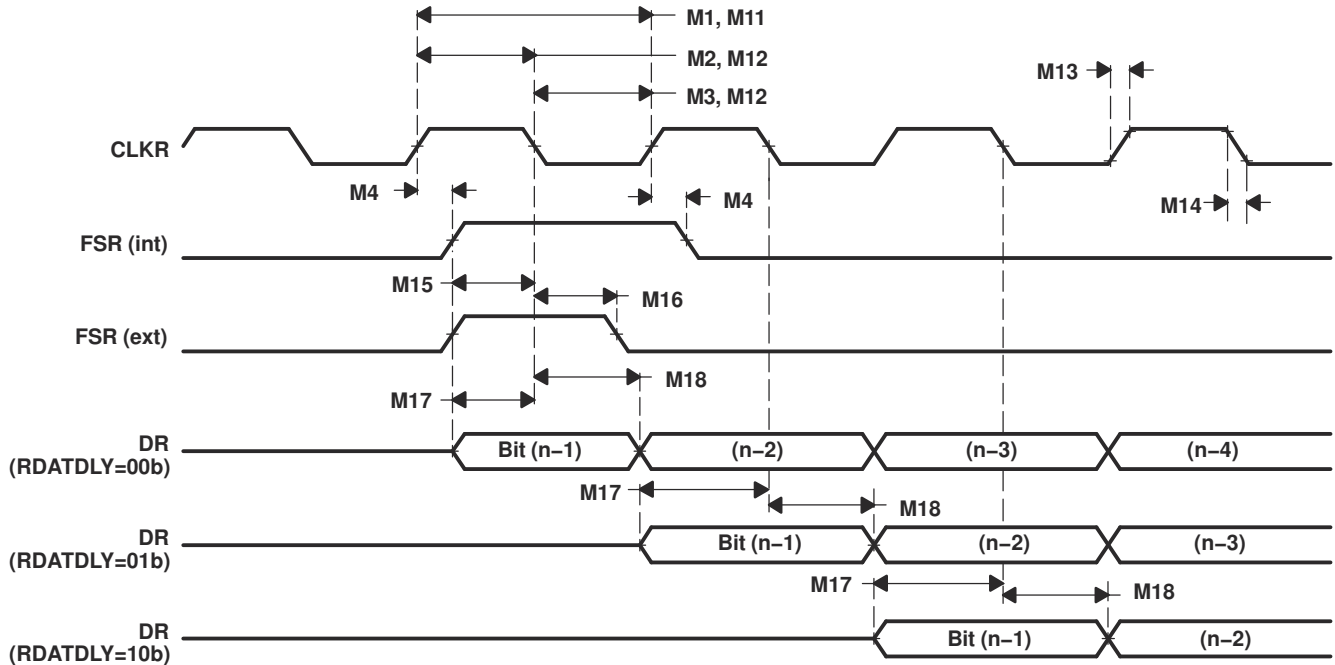 M1, M11
M2, M12
M13
M3, M12
CLKR
M4
M4
M14
FSR (int)
M15
M16
FSR (ext)
M18
M17
DR
(RDATDLY=00b)
Bit (n−1)
(n−2)
(n−3)
(n−4)
M17
M18
DR
(RDATDLY=01b)
Bit (n−1)
(n−2)
(n−3)
M17
M18
DR
(RDATDLY=10b)
Bit (n−1)
(n−2)